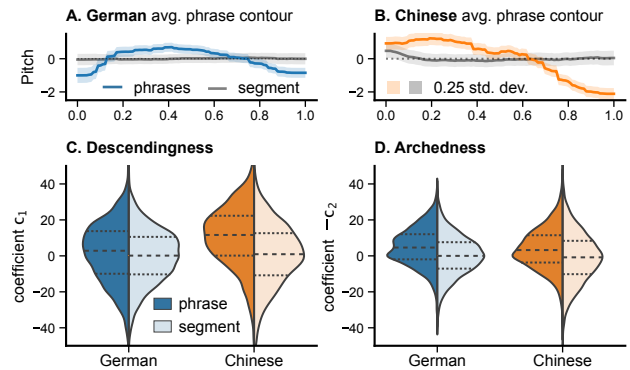 A. German avg. phrase contour
Pitch
0
−2
phrases
segment
0.0 0.2 0.4 0.6 0.8 1.0
B. Chinese avg. phrase contour
0
−2
0.25 std. dev.
0.0 0.2 0.4 0.6 0.8 1.0
C. Descendingness
coefficient c₁
40
20
0
−20
−40
phrase
segment
German
Chinese
D. Archedness
coefficient −c₂
40
20
0
−20
−40
German
Chinese